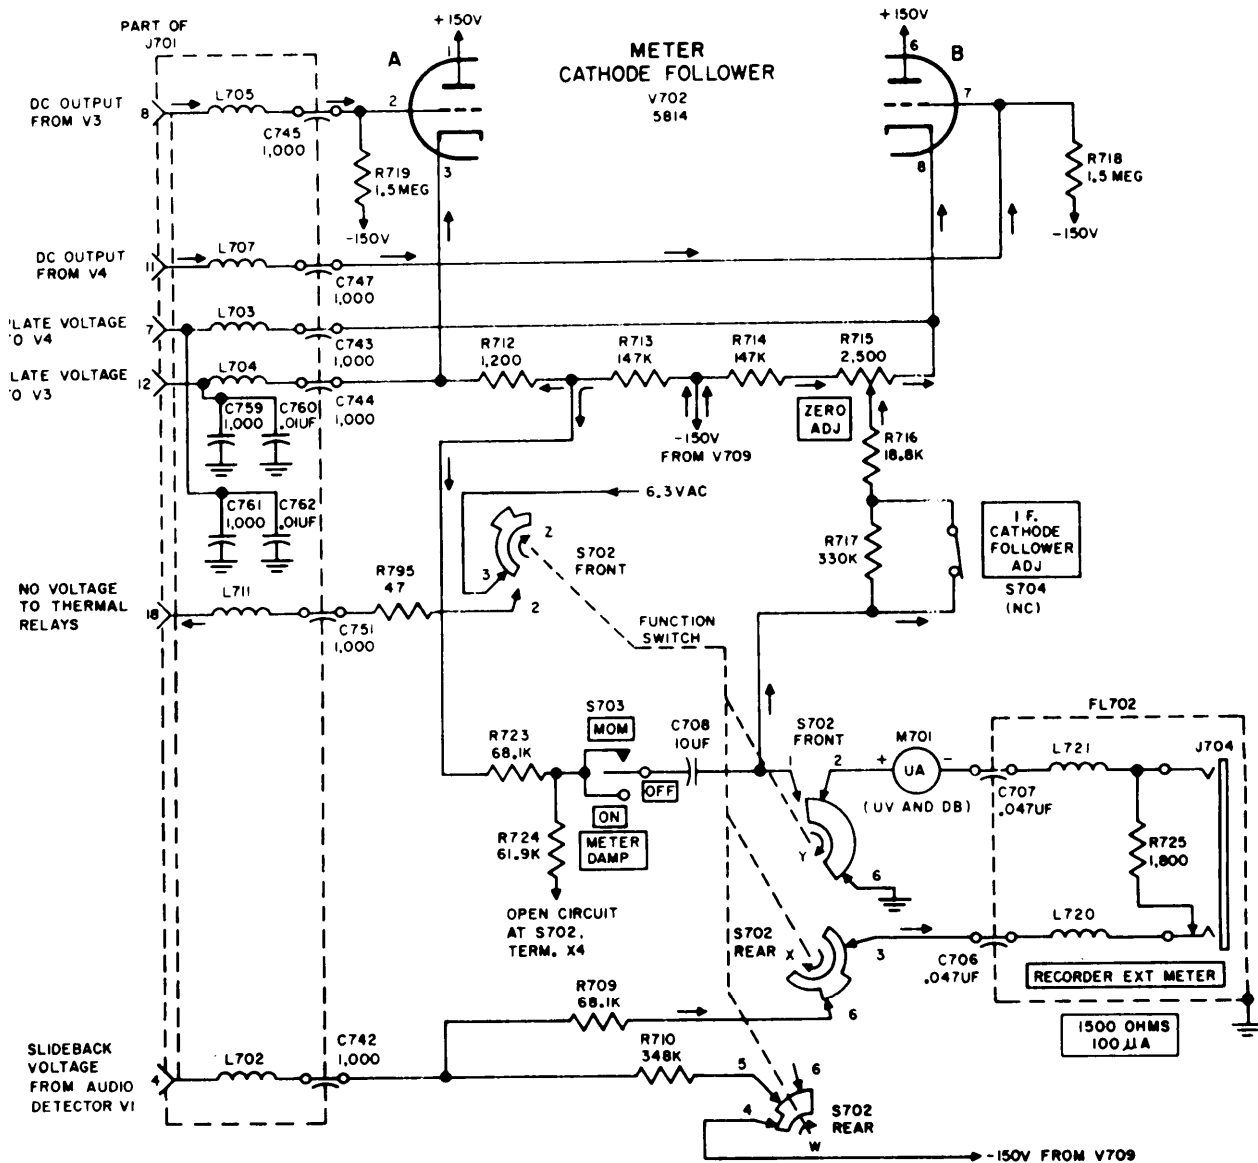 PART OF
J701
+150V
A
1
2
3
METER
CATHODE FOLLOWER
V702
5814
+150V
6
B
7
8
DC OUTPUT
FROM V3
8
L705
C745
1,000
R719
1.5MEG
-150V
R718
1.5 MEG
-150V
DC OUTPUT
FROM V4
11
L707
C747
1,000
'LATE VOLTAGE
O V4
7
L703
C743
1,000
LATE VOLTAGE
O V3
12
L704
C744
1,000
R712
1,200
R713
147K
R714
147K
R715
2,500
ZERO
ADJ
-150V
FROM V709
R716
18.8K
C759
1,000
C760
.01UF
C761
1,000
C762
.01UF
6.3VAC
2
3
2
S702
FRONT
R717
330K
I F.
CATHODE
FOLLOWER
ADJ
S704
(NC)
NO VOLTAGE
TO THERMAL
RELAYS
18
L711
C751
1,000
R795
47
FUNCTION
SWITCH
R723
68.1K
S703
MOM
OFF
ON
METER
DAMP
C708
10UF
S702
FRONT
1
2
Y
6
M701
+
UA
-
(UV AND DB)
FL702
L721
J704
C707
.047UF
R725
1,800
R724
61.9K
OPEN CIRCUIT
AT S702,
TERM. X4
S702
REAR
X
3
6
C706
.047UF
L720
RECORDER EXT METER
1500 OHMS
100 µA
R709
68.1K
R710
348K
SLIDEBACK
VOLTAGE
FROM AUDIO
DETECTOR V1
4
L702
C742
1,000
5
6
4
W
S702
REAR
-150V FROM V709